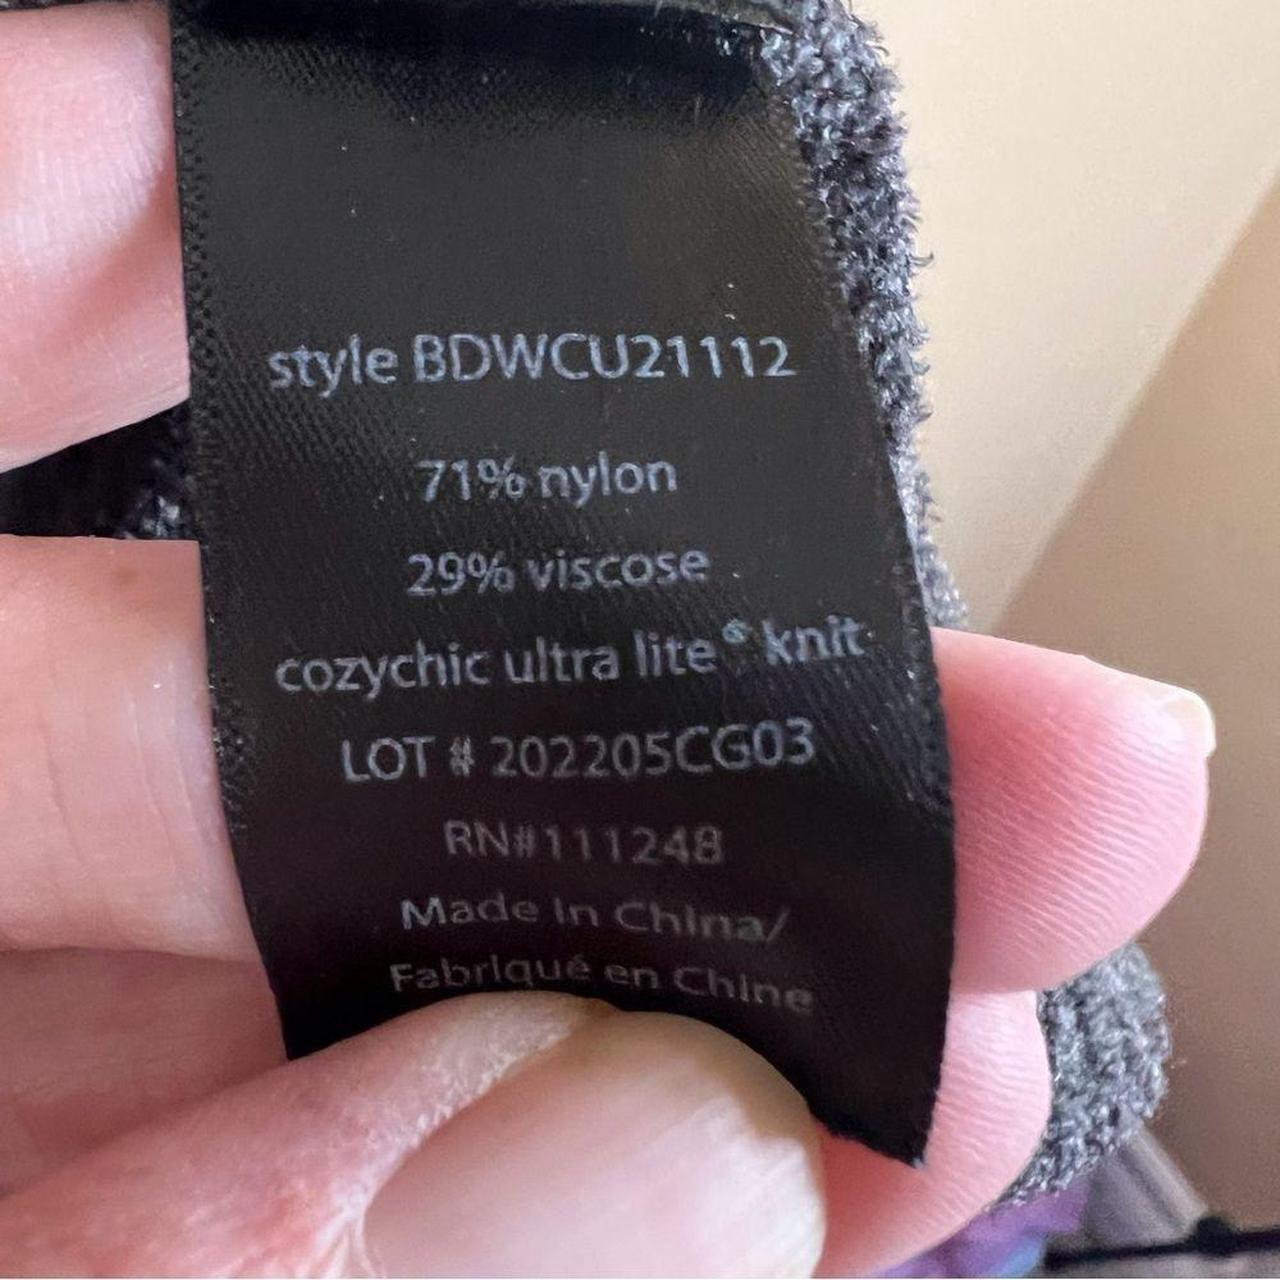 style BDWCU21112
71% nylon
29% viscose
cozychic ultra lite® knit
LOT # 202205CG03
RN#111248
Made in China/
Fabriqué en Chine